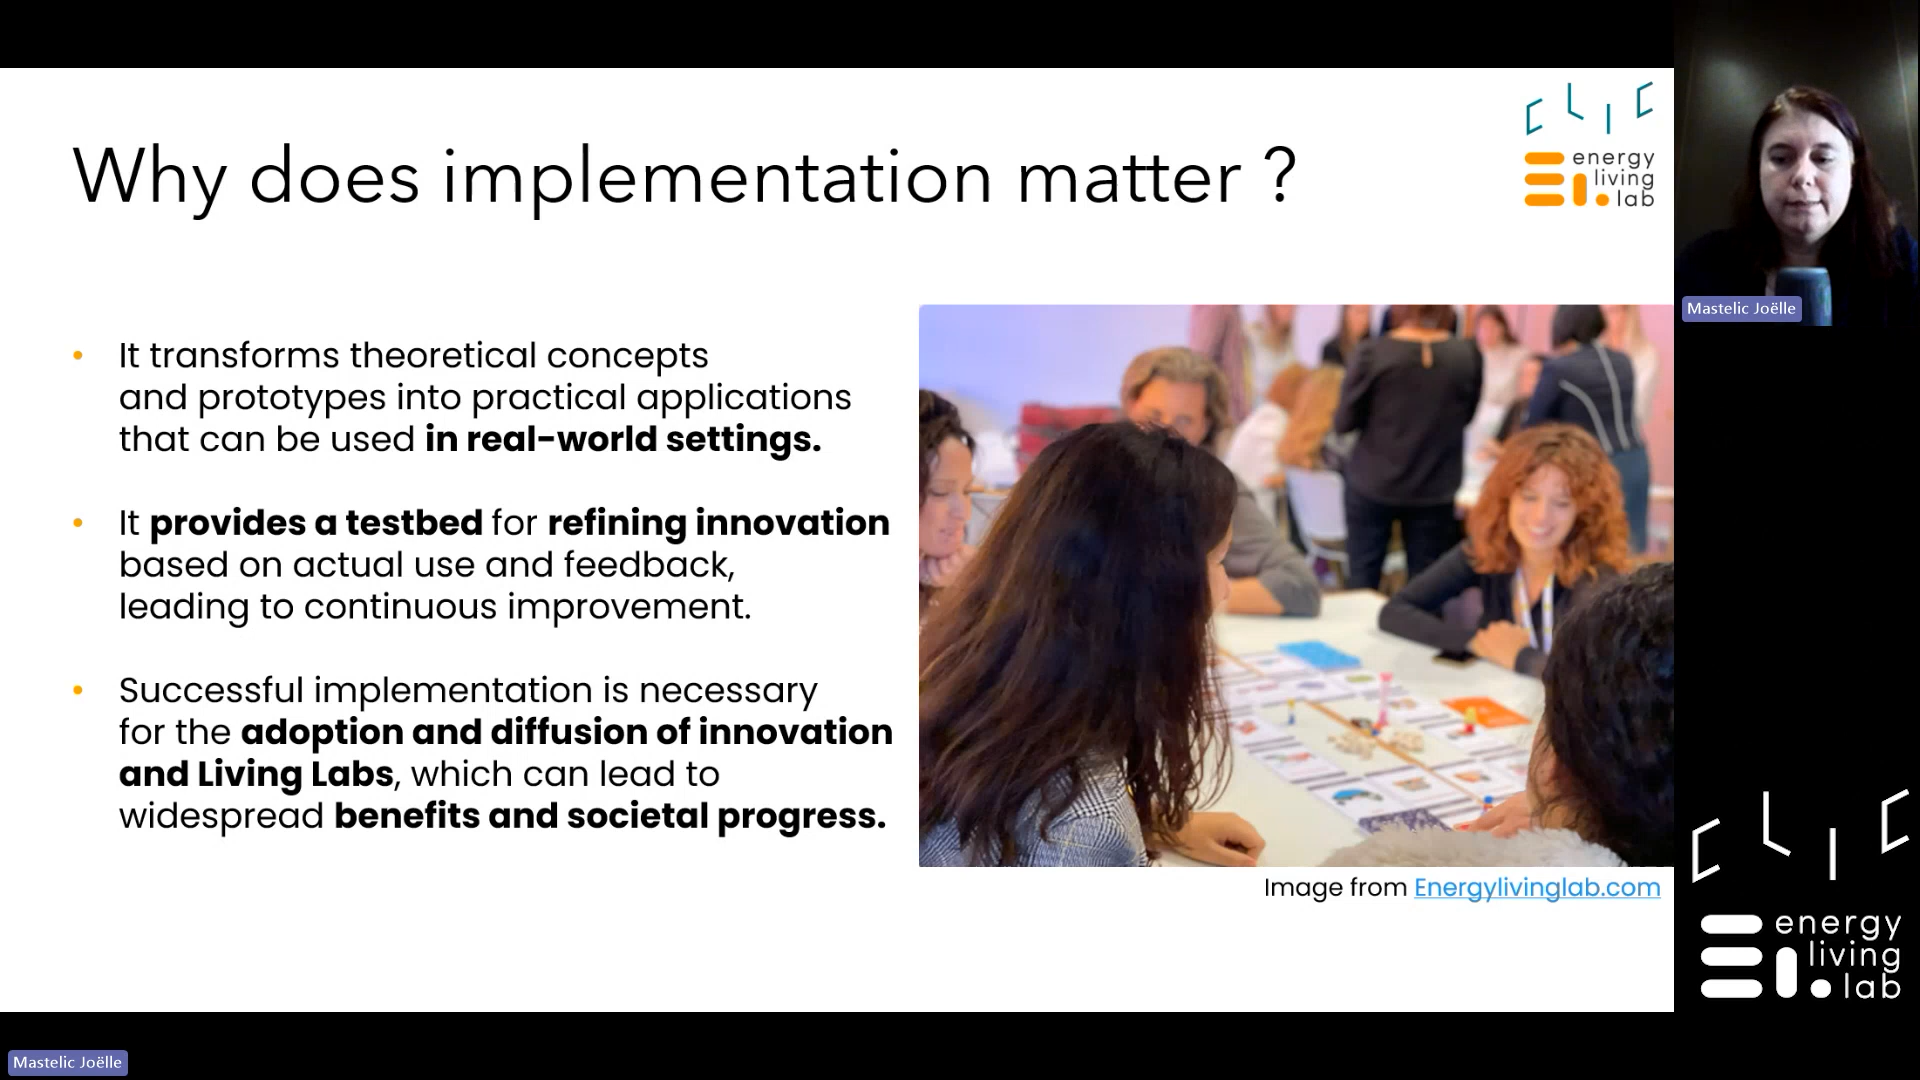 Why does implementation matter ?
CLIC
energy
living
lab
Mastelic Joëlle
It transforms theoretical concepts
and prototypes into practical applications
that can be used in real-world settings.
It provides a testbed for refining innovation
based on actual use and feedback,
leading to continuous improvement.
Successful implementation is necessary
for the adoption and diffusion of innovation
and Living Labs, which can lead to
widespread benefits and societal progress.
Image from Energylivinglab.com
CLIC
energy
living
lab
Mastelic Joëlle